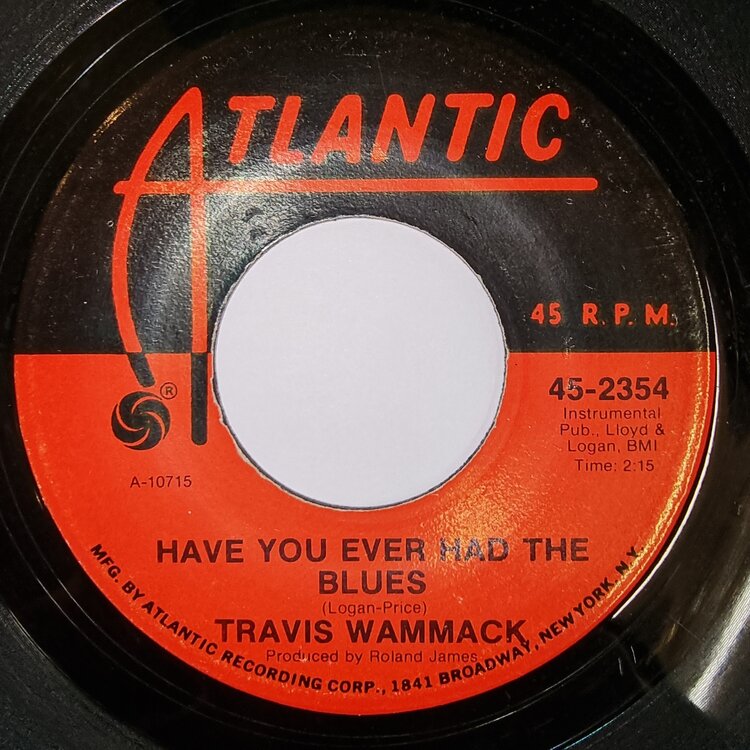 ATLANTIC
45 R.P.M.
®
45-2354
Instrumental
Pub., Lloyd &
Logan, BMI
Time: 2:15
A-10715
HAVE YOU EVER HAD THE
BLUES
(Logan-Price)
TRAVIS WAMMACK
Produced by Roland James
MFG. BY ATLANTIC RECORDING CORP., 1841 BROADWAY, NEW YORK, N.Y.